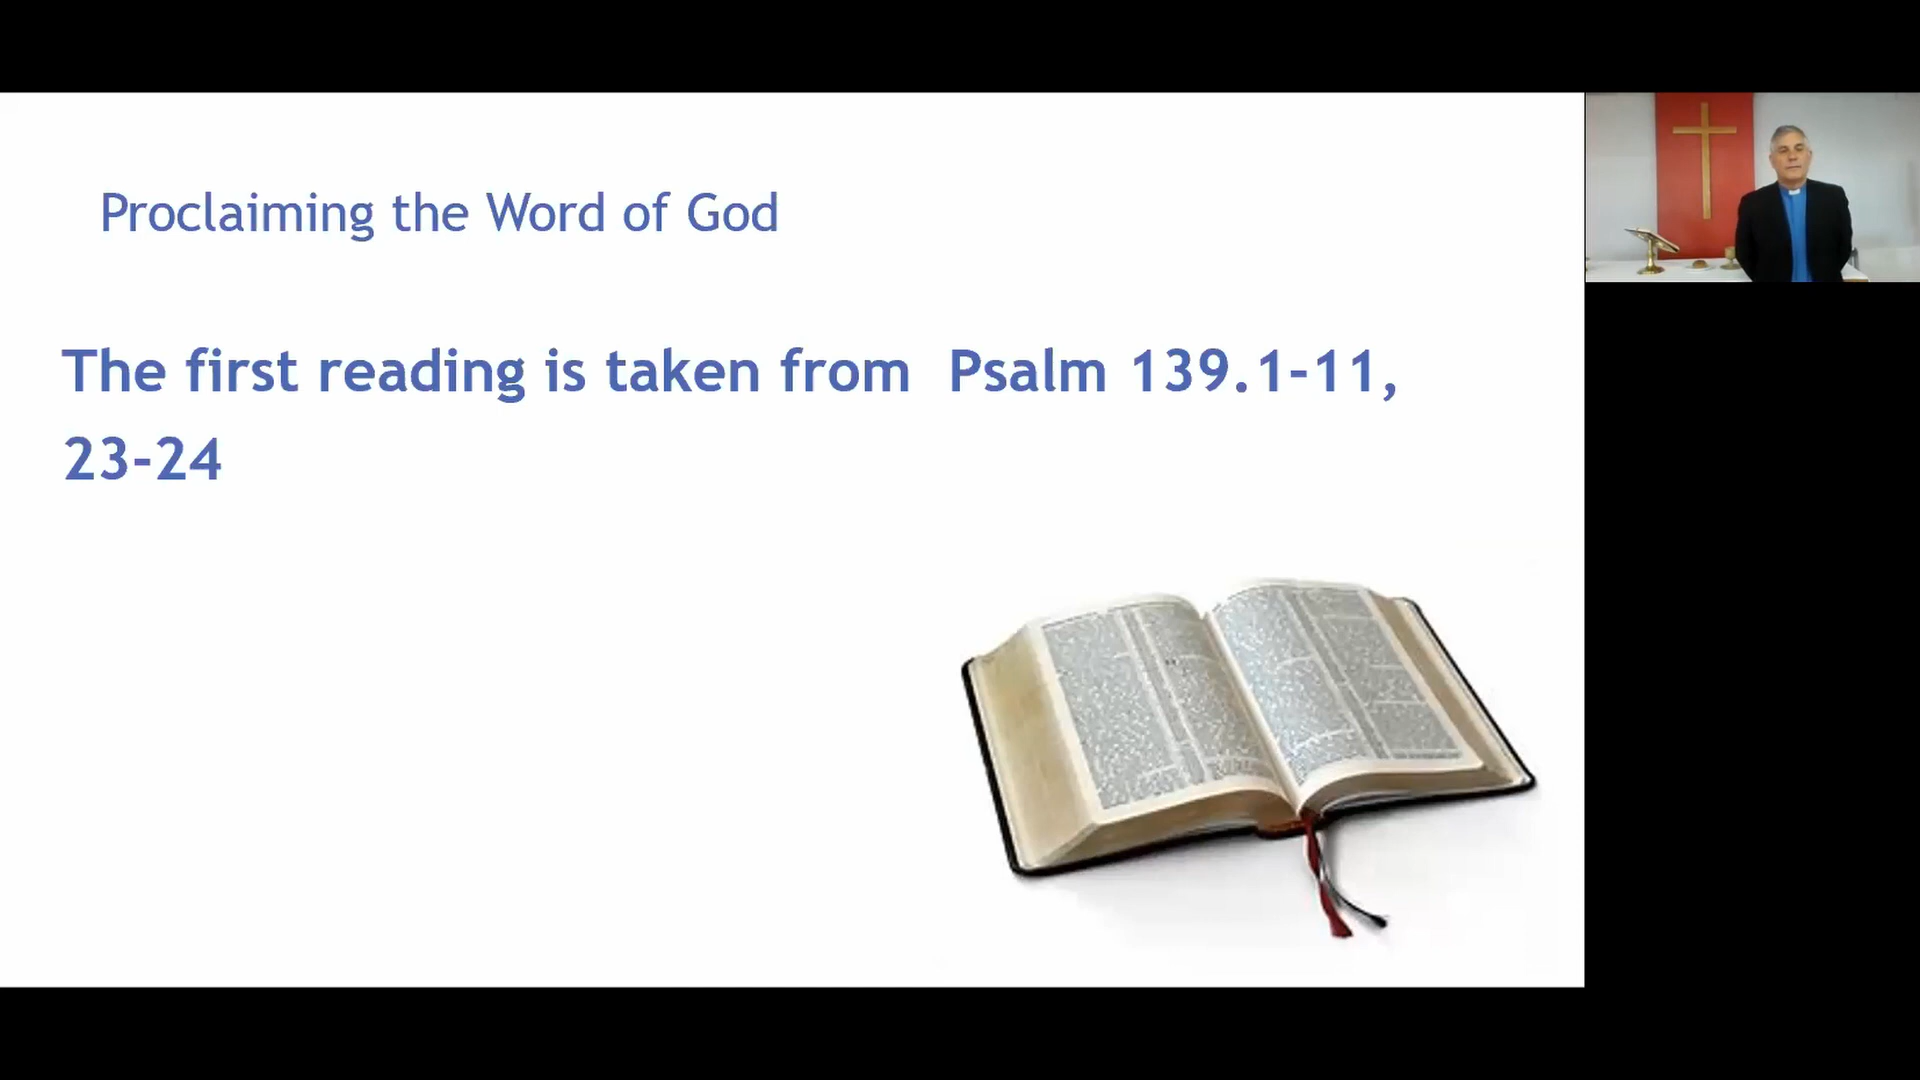 Proclaiming the Word of God
The first reading is taken from  Psalm 139.1-11,
23-24